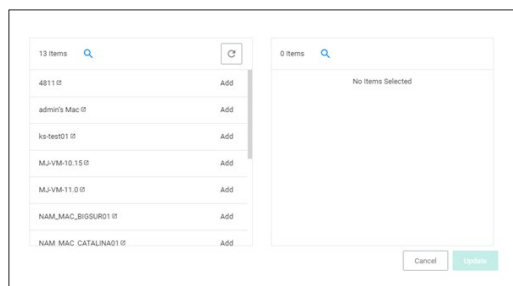 13 Items
4811 Add
admin's Mac Add
ks-test01 Add
MJ-VM-10.15 Add
MJ-VM-11.0 Add
NAM_MAC_BIGSUR01 Add
NAM_MAC_CATALINA01 Add
0 Items
No Items Selected
Cancel Update